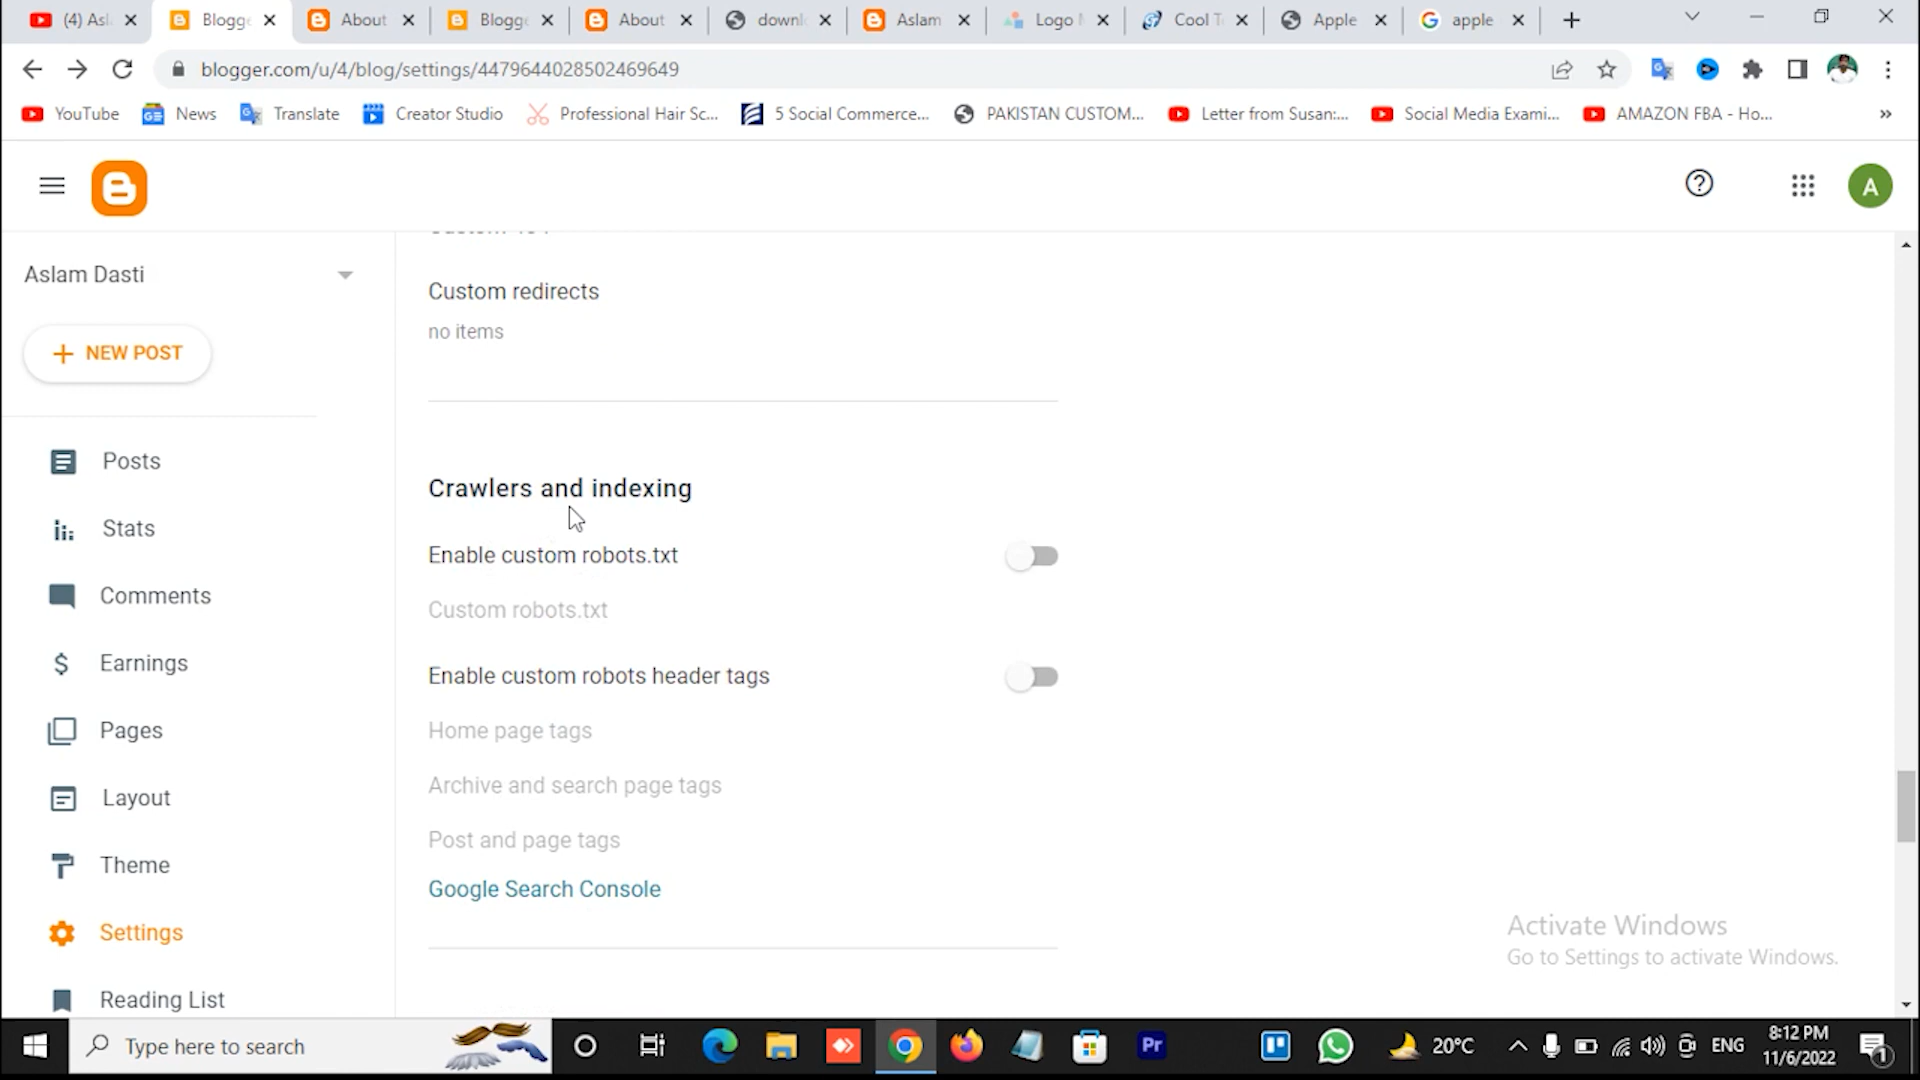 (4) Asl
Blogge
About
Blogge
About
downl
Aslam
Logo M
Cool T
Apple
apple
blogger.com/u/4/blog/settings/4479644028502469649
YouTube
News
Translate
Creator Studio
Professional Hair Sc...
5 Social Commerce...
PAKISTAN CUSTOM...
Letter from Susan:...
Social Media Exami...
AMAZON FBA - Ho...
»
A
Aslam Dasti
+ NEW POST
Posts
Stats
Comments
Earnings
Pages
Layout
Theme
Settings
Reading List
Custom redirects
no items
Crawlers and indexing
Enable custom robots.txt
Custom robots.txt
Enable custom robots header tags
Home page tags
Archive and search page tags
Post and page tags
Google Search Console
Activate Windows
Go to Settings to activate Windows.
Type here to search
Pr
20°C
ENG
8:12 PM
11/6/2022
1